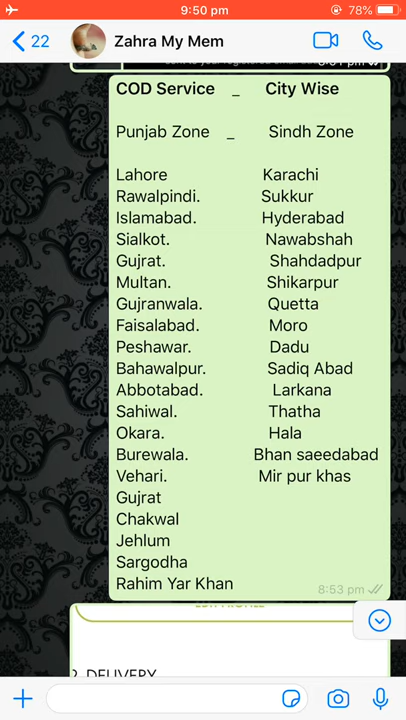 9:50 pm 78%
22 Zahra My Mem
COD Service _ City Wise
Punjab Zone _ Sindh Zone
Lahore Karachi
Rawalpindi. Sukkur
Islamabad. Hyderabad
Sialkot. Nawabshah
Gujrat. Shahdadpur
Multan. Shikarpur
Gujranwala. Quetta
Faisalabad. Moro
Peshawar. Dadu
Bahawalpur. Sadiq Abad
Abbotabad. Larkana
Sahiwal. Thatha
Okara. Hala
Burewala. Bhan saeedabad
Vehari. Mir pur khas
Gujrat
Chakwal
Jehlum
Sargodha
Rahim Yar Khan
8:53 pm
2. DELIVERY